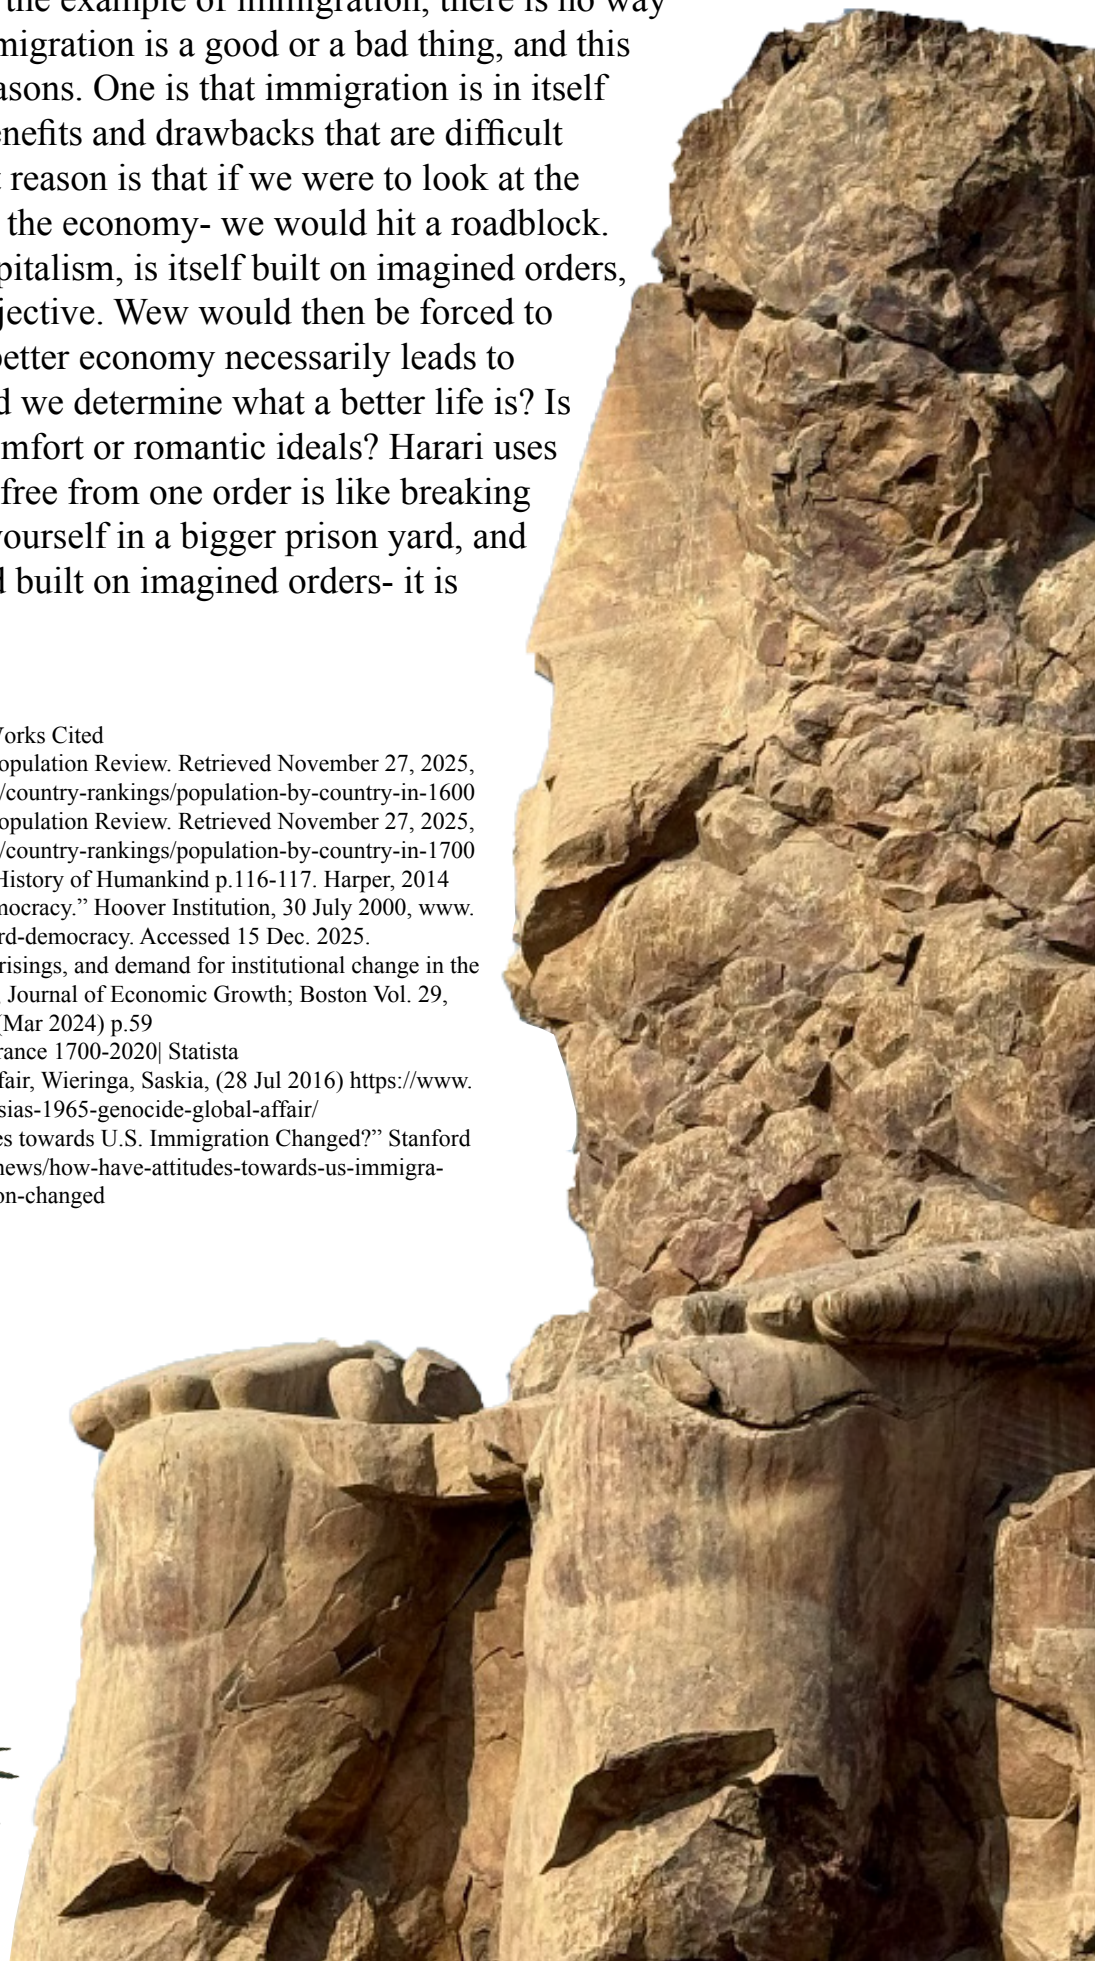 the example of immigration, there is no way
migration is a good or a bad thing, and this
asons. One is that immigration is in itself
enefits and drawbacks that are difficult
t reason is that if we were to look at the
the economy- we would hit a roadblock.
pitalism, is itself built on imagined orders,
jective. Wew would then be forced to
better economy necessarily leads to
d we determine what a better life is? Is
mfort or romantic ideals? Harari uses
free from one order is like breaking
yourself in a bigger prison yard, and
d built on imagined orders- it is
Works Cited
opulation Review. Retrieved November 27, 2025,
/country-rankings/population-by-country-in-1600
opulation Review. Retrieved November 27, 2025,
/country-rankings/population-by-country-in-1700
History of Humankind p.116-117. Harper, 2014
mocracy.” Hoover Institution, 30 July 2000, www.
rd-democracy. Accessed 15 Dec. 2025.
risings, and demand for institutional change in the
, Journal of Economic Growth; Boston Vol. 29,
(Mar 2024) p.59
rance 1700-2020| Statista
fair, Wieringa, Saskia, (28 Jul 2016) https://www.
sias-1965-genocide-global-affair/
es towards U.S. Immigration Changed?” Stanford
news/how-have-attitudes-towards-us-immigra-
on-changed